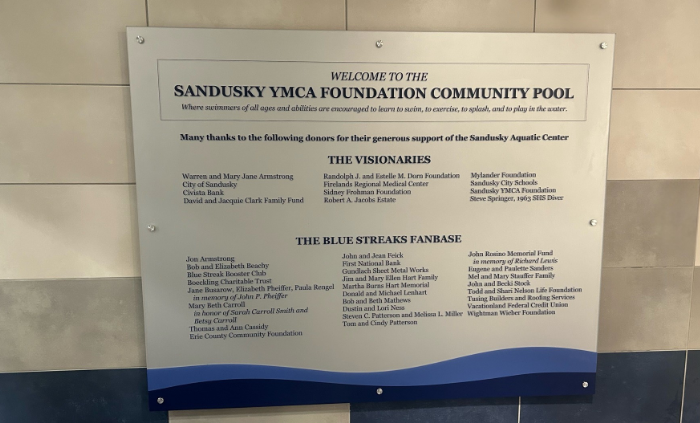 WELCOME TO THE
SANDUSKY YMCA FOUNDATION COMMUNITY POOL
Where swimmers of all ages and abilities are encouraged to learn to swim, to exercise, to splash, and to play in the water.
Many thanks to the following donors for their generous support of the Sandusky Aquatic Center
THE VISIONARIES
Warren and Mary Jane Armstrong
City of Sandusky
Civista Bank
David and Jacquie Clark Family Fund
Randolph J. and Estelle M. Dorn Foundation
Firelands Regional Medical Center
Sidney Frohman Foundation
Robert A. Jacobs Estate
Mylander Foundation
Sandusky City Schools
Sandusky YMCA Foundation
Steve Springer, 1963 SHS Diver
THE BLUE STREAKS FANBASE
Jon Armstrong
Bob and Elizabeth Beachy
Blue Streak Booster Club
Boeckling Charitable Trust
Jane Busarow, Elizabeth Pheiffer, Paula Rengel
in memory of John P. Pheiffer
Mary Beth Carroll
in honor of Sarah Carroll Smith and
Betsy Carroll
Thomas and Ann Cassidy
Erie County Community Foundation
John and Jean Feick
First National Bank
Gundlach Sheet Metal Works
Jim and Mary Ellen Hart Family
Martha Burns Hart Memorial
Donald and Michael Lenhart
Bob and Beth Mathews
Dustin and Lori Ness
Steven C. Patterson and Melissa L. Miller
Tom and Cindy Patterson
John Rosino Memorial Fund
in memory of Richard Lewis
Eugene and Paulette Sanders
Mel and Mary Stauffer Family
John and Becki Stock
Todd and Shari Nelson Life Foundation
Tusing Builders and Roofing Services
Vacationland Federal Credit Union
Wightman Wieber Foundation